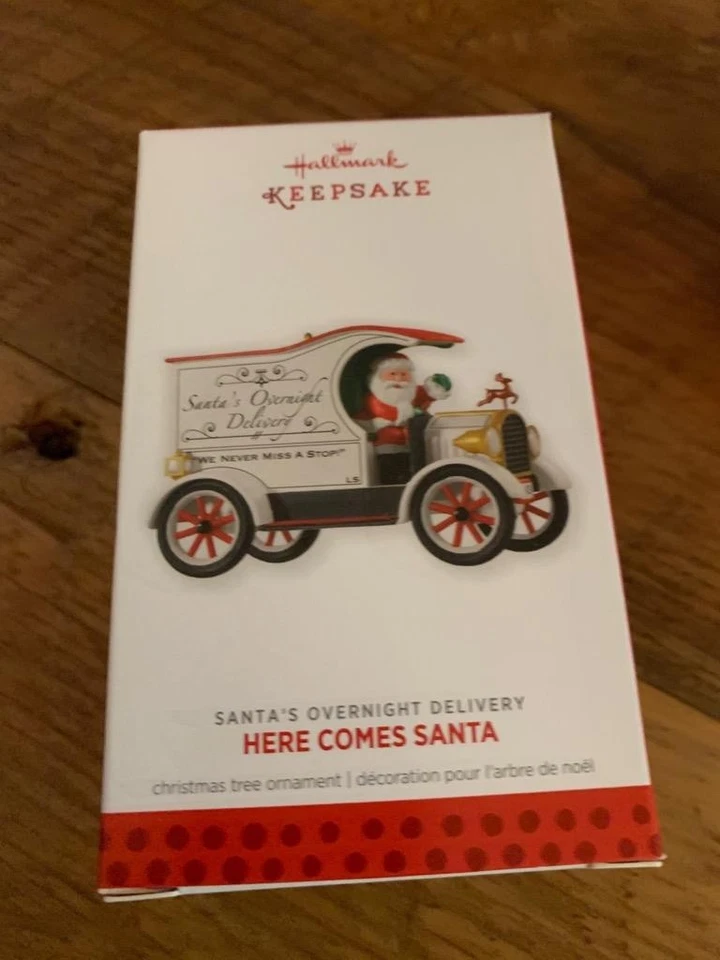 Hallmark
KEEPSAKE
Santa's Overnight
Delivery
"WE NEVER MISS A STOP!"
L.S.
SANTA'S OVERNIGHT DELIVERY
HERE COMES SANTA
christmas tree ornament | décoration pour l'arbre de noël